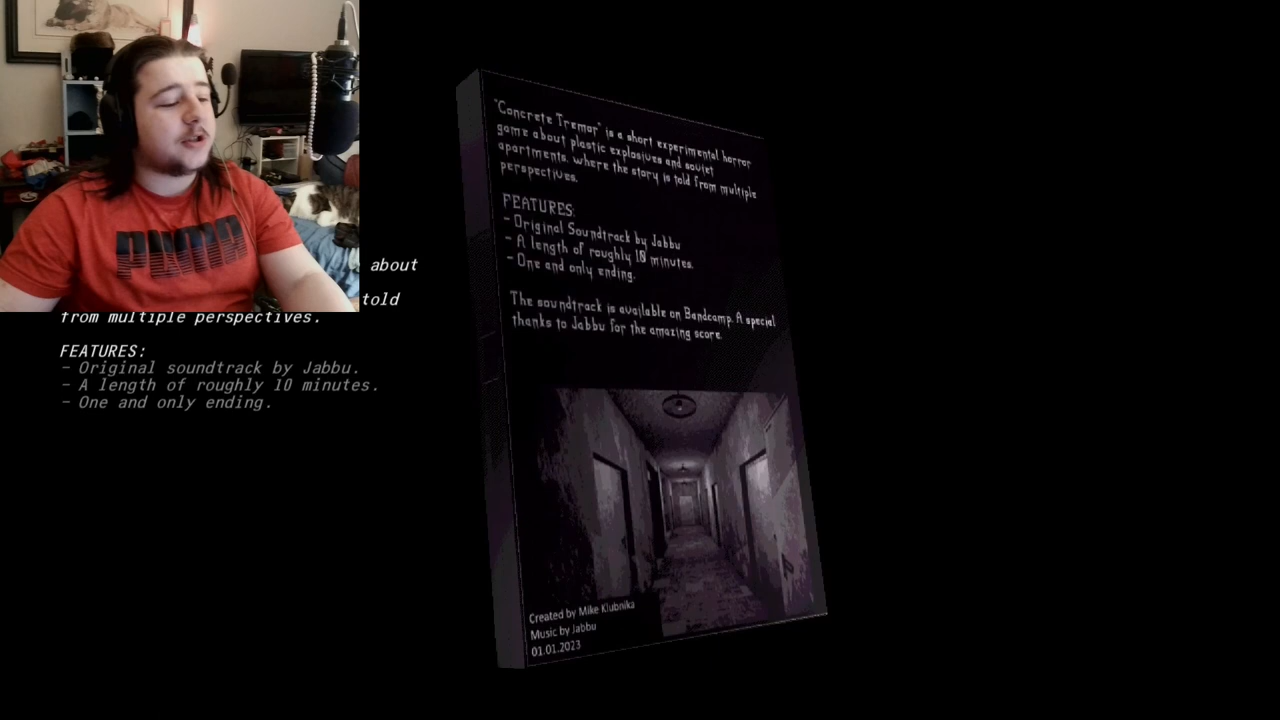 PUMA
about
told
from multiple perspectives.
FEATURES:
- Original soundtrack by Jabbu.
- A length of roughly 10 minutes.
- One and only ending.
"Concrete Tremor" is a short experimental horror
game about plastic explosives and soviet
apartments, where the story is told from multiple
perspectives.
FEATURES:
- Original Soundtrack by Jabbu
- A length of roughly 10 minutes.
- One and only ending.
The soundtrack is available on Bandcamp. A special
thanks to Jabbu for the amazing score.
Created by Mike Klubnika
Music by Jabbu
01.01.2023